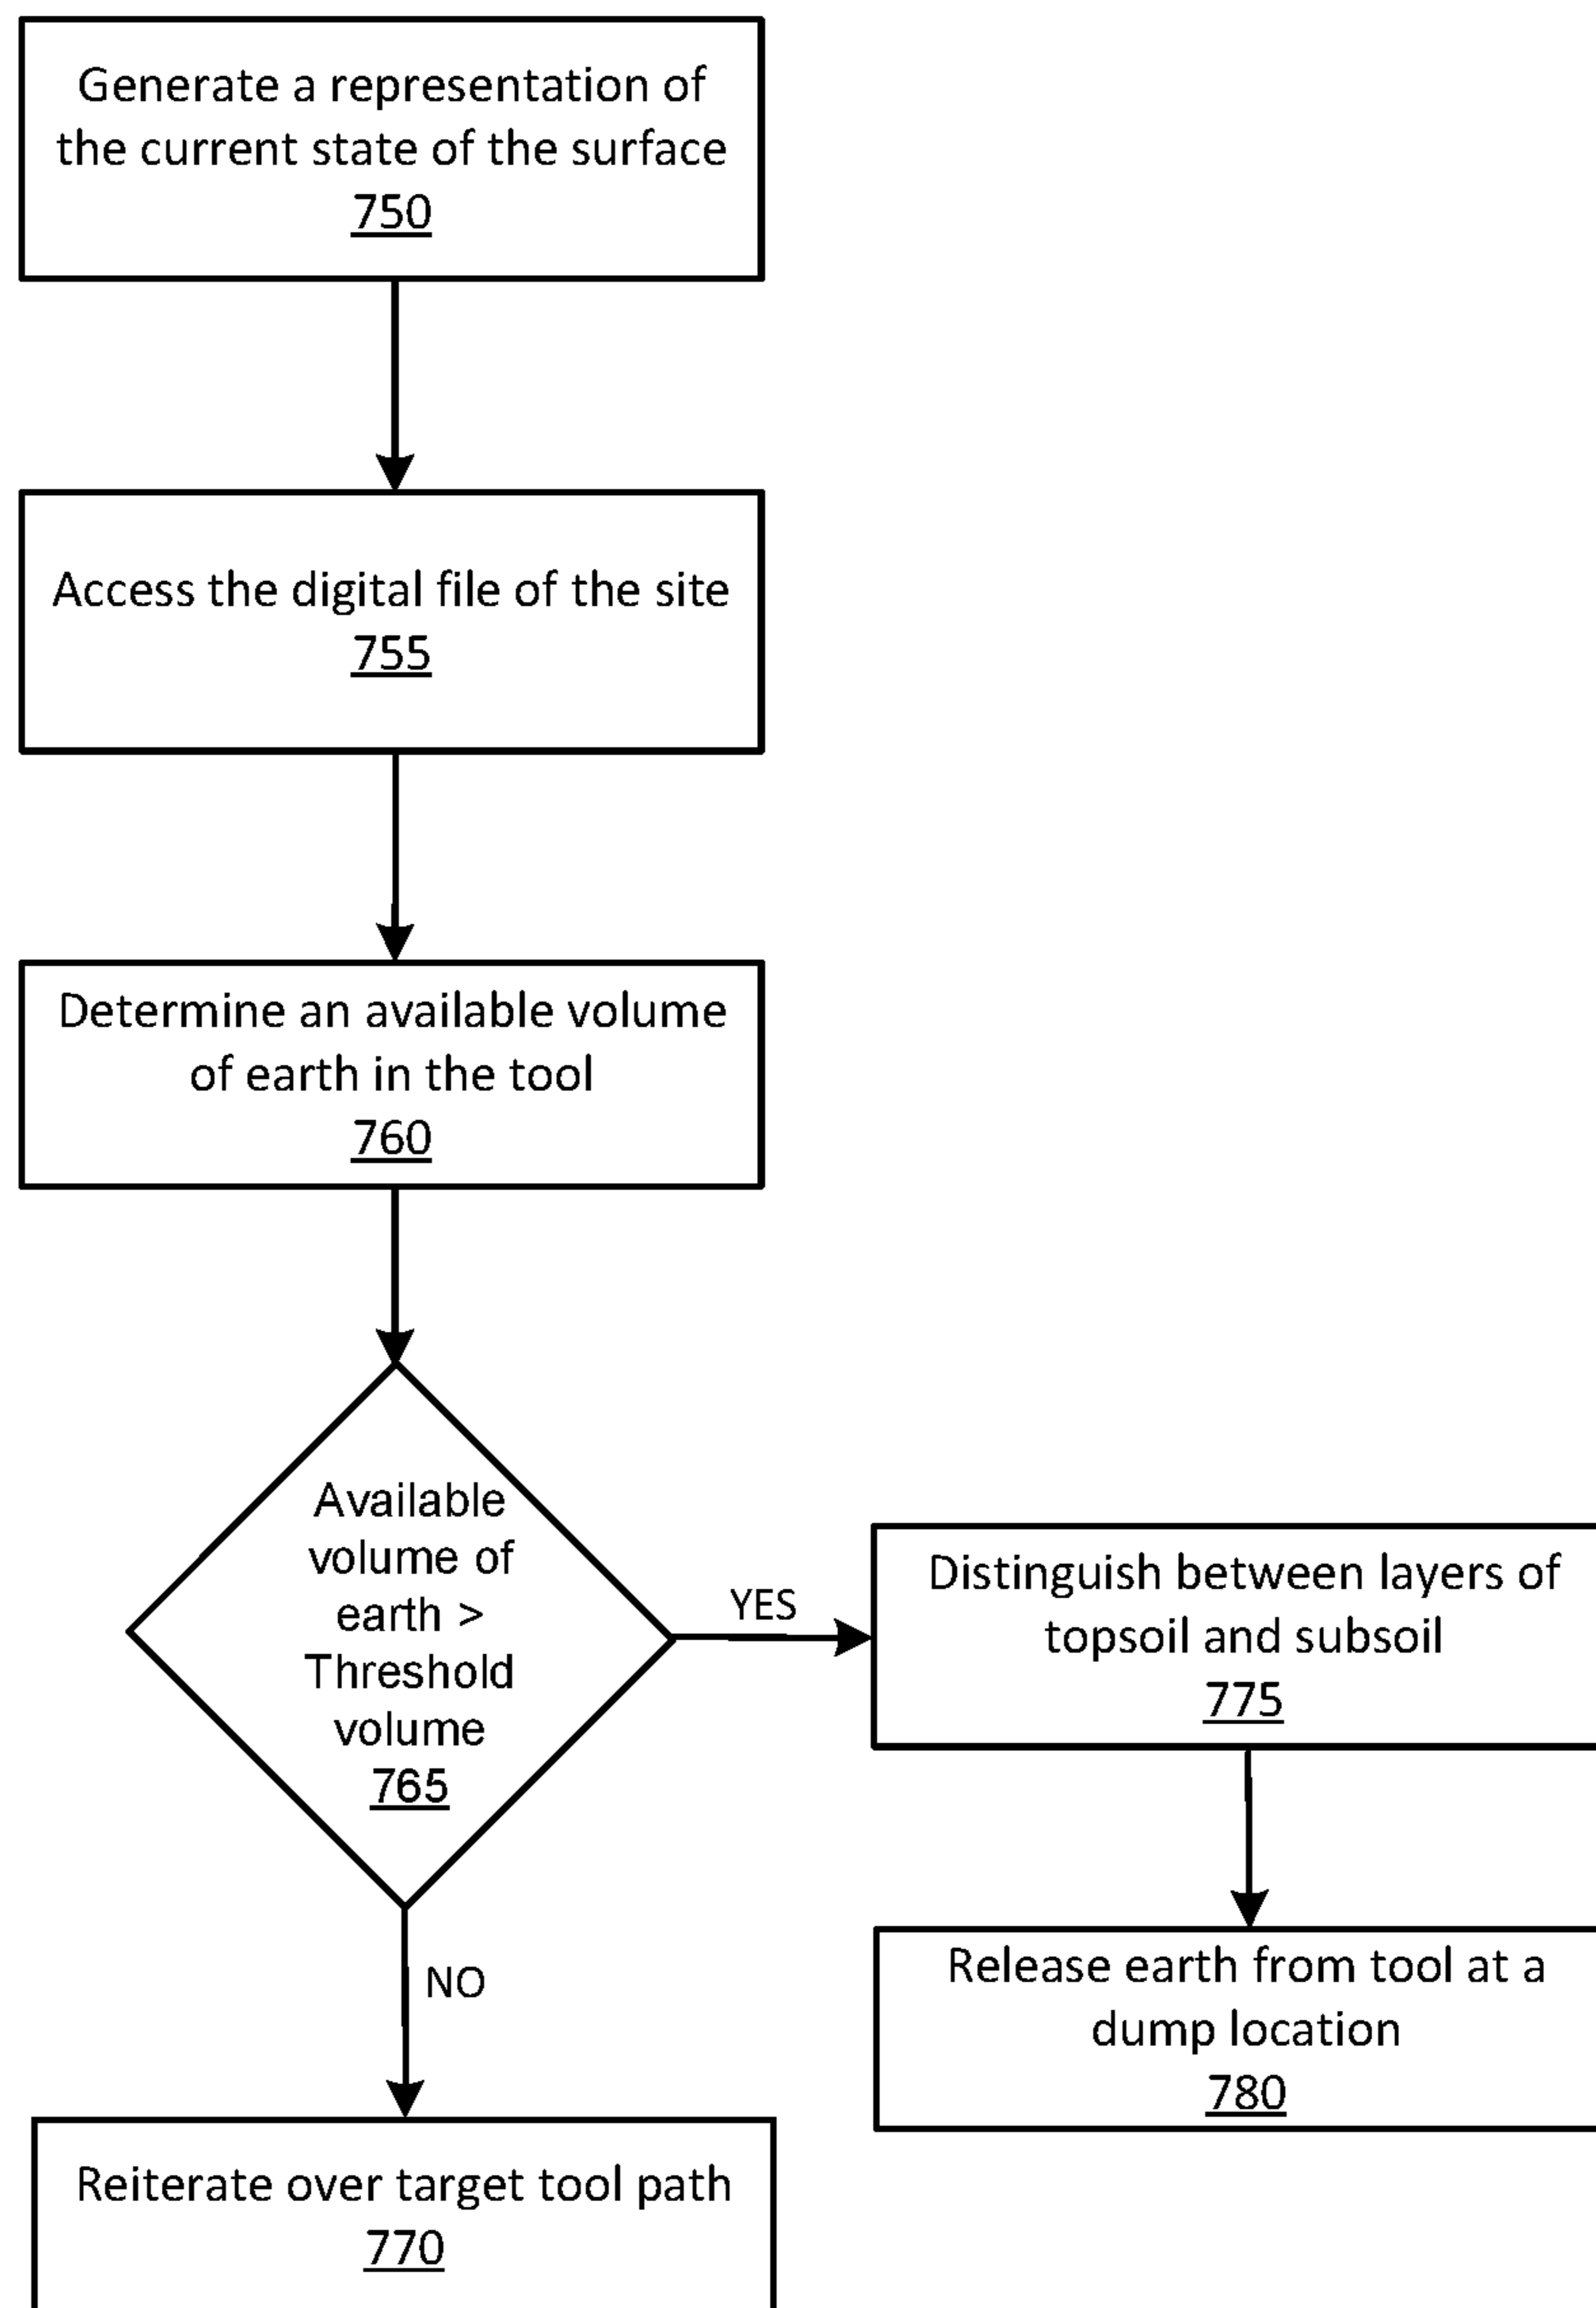 Generate a representation of
the current state of the surface
750
Access the digital file of the site
755
Determine an available volume
of earth in the tool
760
Available
volume of
earth >
Threshold
volume
765
YES
Distinguish between layers of
topsoil and subsoil
775
NO
Release earth from tool at a
dump location
780
Reiterate over target tool path
770